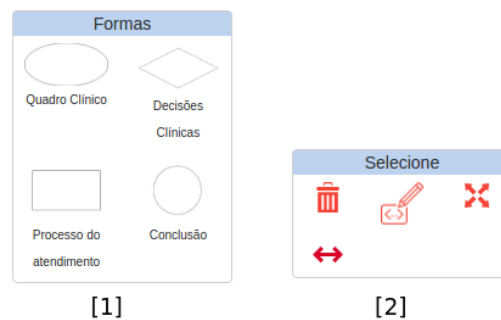 Formas
Quadro Clínico
Decisões
Clínicas
Processo do
atendimento
Conclusão
[1]
Selecione
[2]